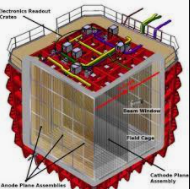 Electronics Readout
Crates
Beam Window
Field Cage
Cathode Plane
Assembly
Anode Plane Assemblies